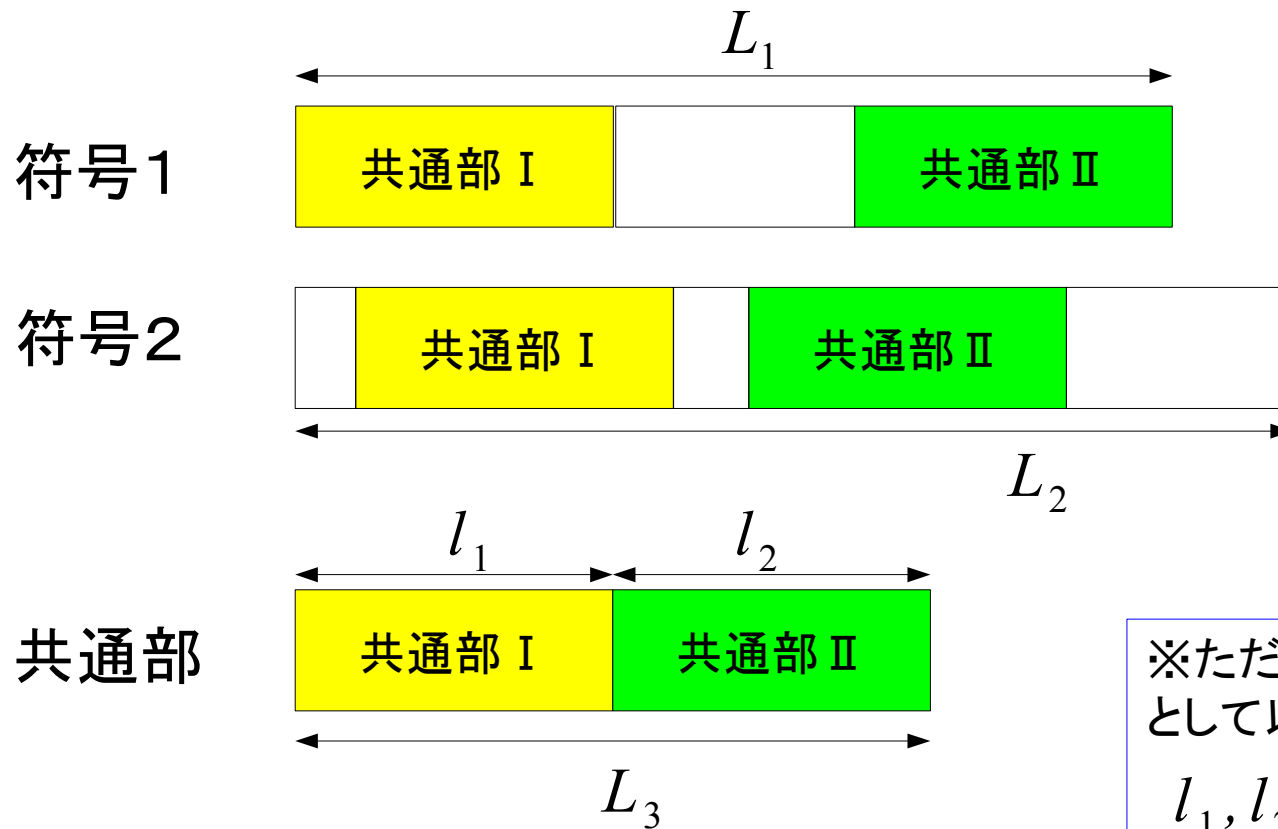 L₁
符号1
共通部 Ⅰ
共通部 Ⅱ
符号2
共通部 Ⅰ
共通部 Ⅱ
L₂
l₁
l₂
共通部
共通部 Ⅰ
共通部 Ⅱ
L₃
※ただ
として
l₁, l